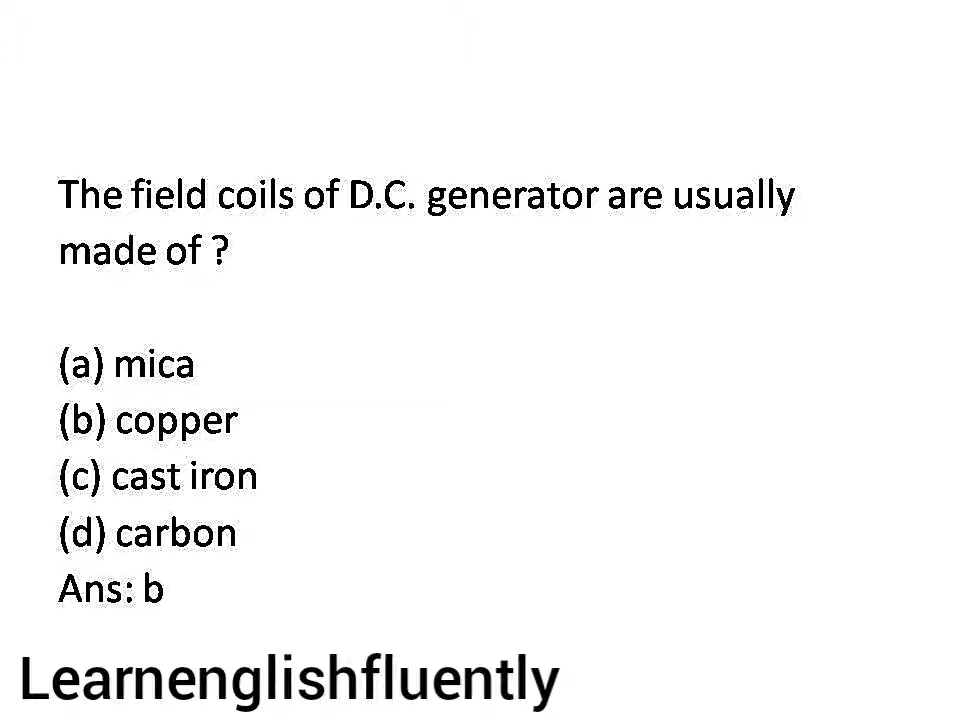 The field coils of D.C. generator are usually
made of ?
(a) mica
(b) copper
(c) cast iron
(d) carbon
Ans: b
Learnenglishfluently